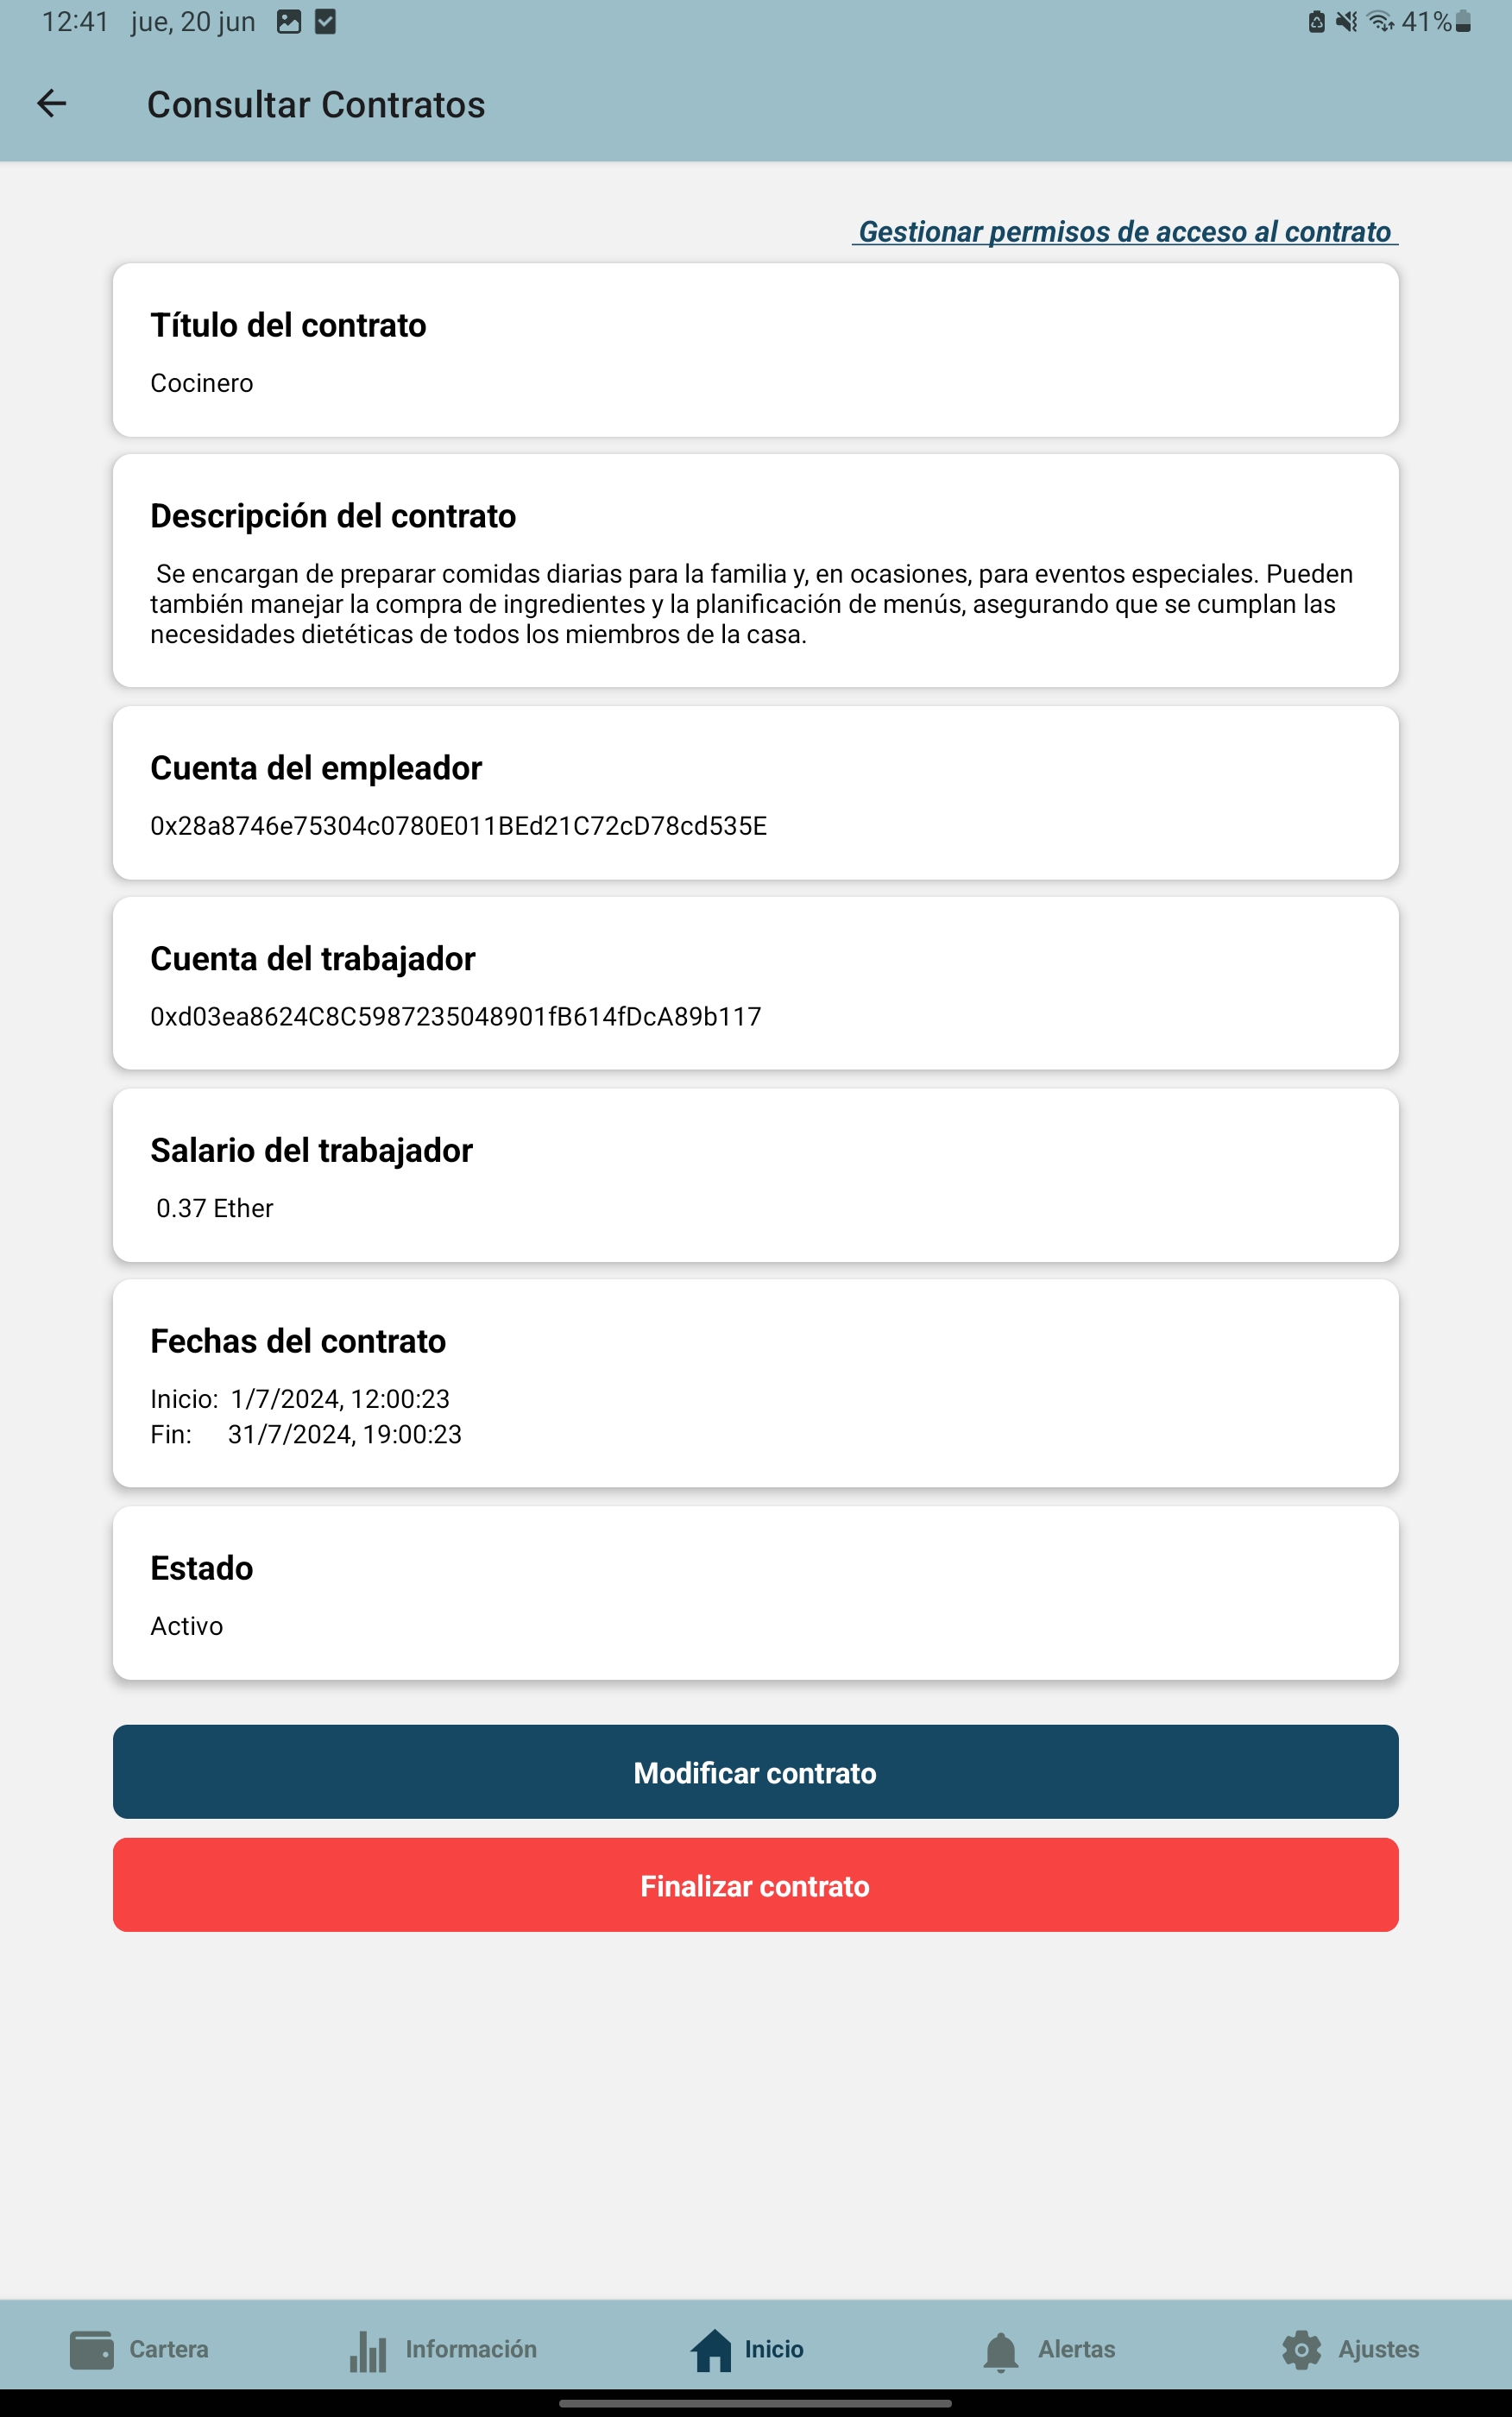 12:41 jue, 20 jun 41%
Consultar Contratos
Gestionar permisos de acceso al contrato
Título del contrato
Cocinero
Descripción del contrato
Se encargan de preparar comidas diarias para la familia y, en ocasiones, para eventos especiales. Pueden
también manejar la compra de ingredientes y la planificación de menús, asegurando que se cumplan las
necesidades dietéticas de todos los miembros de la casa.
Cuenta del empleador
0x28a8746e75304c0780E011BEd21C72cD78cd535E
Cuenta del trabajador
0xd03ea8624C8C5987235048901fB614fDcA89b117
Salario del trabajador
0.37 Ether
Fechas del contrato
Inicio: 1/7/2024, 12:00:23
Fin: 31/7/2024, 19:00:23
Estado
Activo
Modificar contrato
Finalizar contrato
Cartera Información Inicio Alertas Ajustes